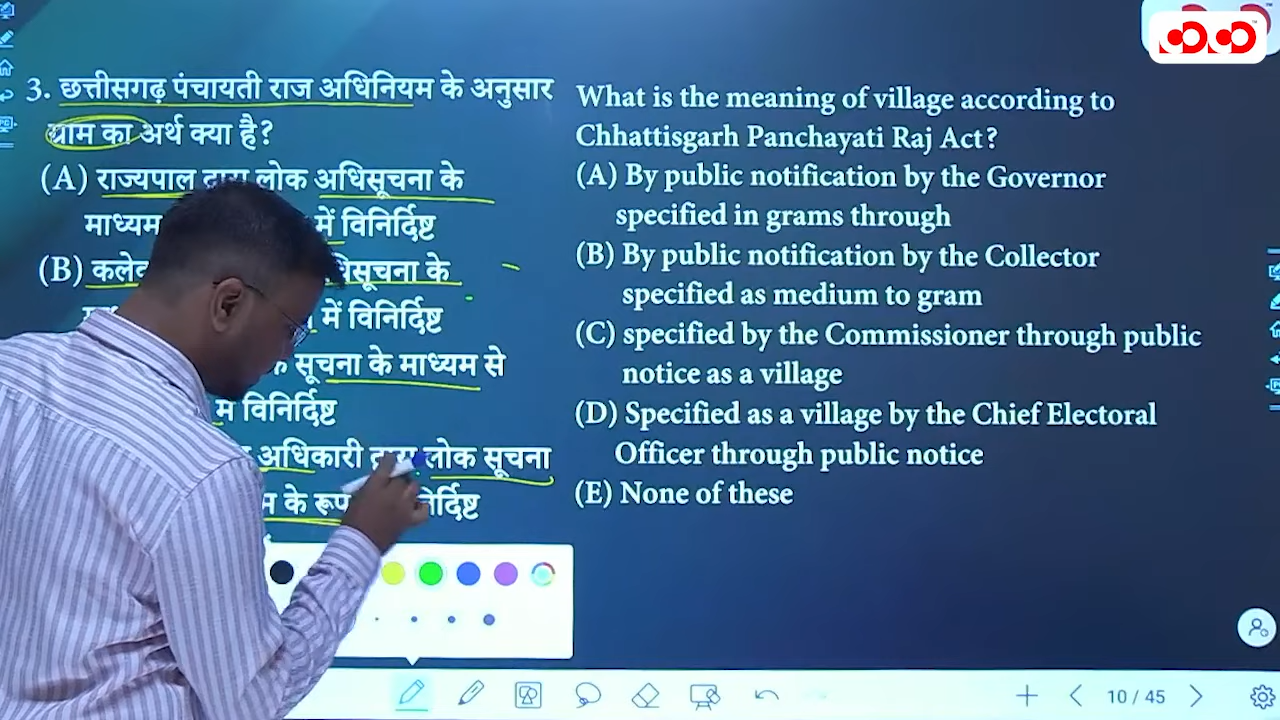 3. छत्तीसगढ़ पंचायती राज अधिनियम के अनुसार
ग्राम का अर्थ क्या है?
(A) राज्यपाल द्वारा लोक अधिसूचना के
माध्यम में विनिर्दिष्ट
(B) के
में विनिर्दिष्ट
सूचना के माध्यम से
विनिर्दिष्ट
अधिकारी द्वारा लोक सूचना
के रूप
What is the meaning of village according to
Chhattisgarh Panchayati Raj Act?
(A) By public notification by the Governor
specified in grams through
(B) By public notification by the Collector
specified as medium to gram
(C) specified by the Commissioner through public
notice as a village
(D) Specified as a village by the Chief Electoral
Officer through public notice
(E) None of these
10 / 45